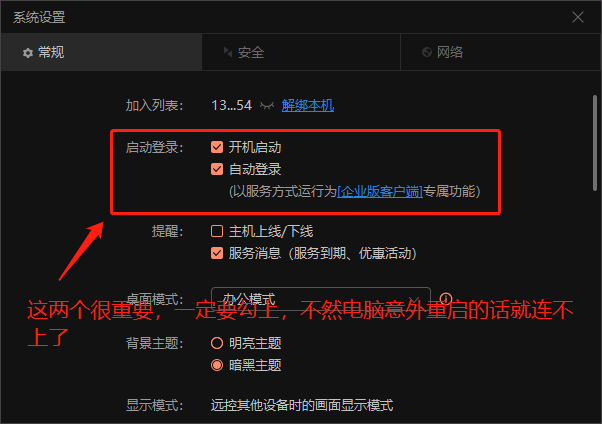 系统设置
常规
安全
网络
加入列表: 13...54 解绑本机
启动登录: 开机启动
自动登录
(以服务方式运行为[企业版客户端]专属功能)
提醒: 主机上线/下线
服务消息（服务到期、优惠活动）
桌面模式: 办公模式
这两个很重要，一定要勾上，不然电脑意外重启的话就连不
上了
背景主题: 明亮主题
暗黑主题
显示模式: 远控其他设备时的画面显示模式